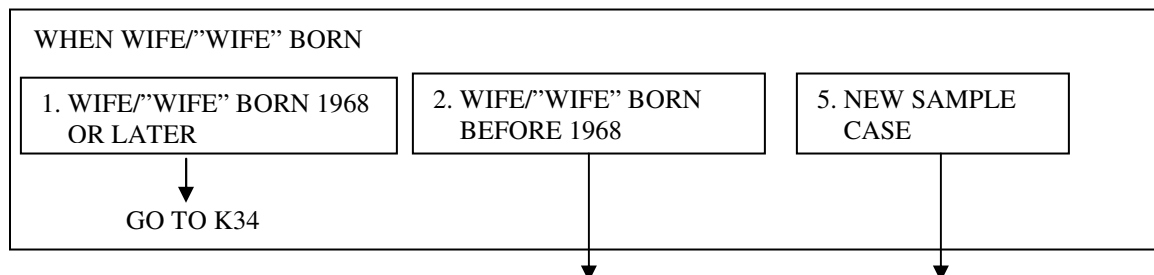 WHEN WIFE/”WIFE” BORN
1. WIFE/”WIFE” BORN 1968
OR LATER
2. WIFE/”WIFE” BORN
BEFORE 1968
5. NEW SAMPLE
CASE
GO TO K34